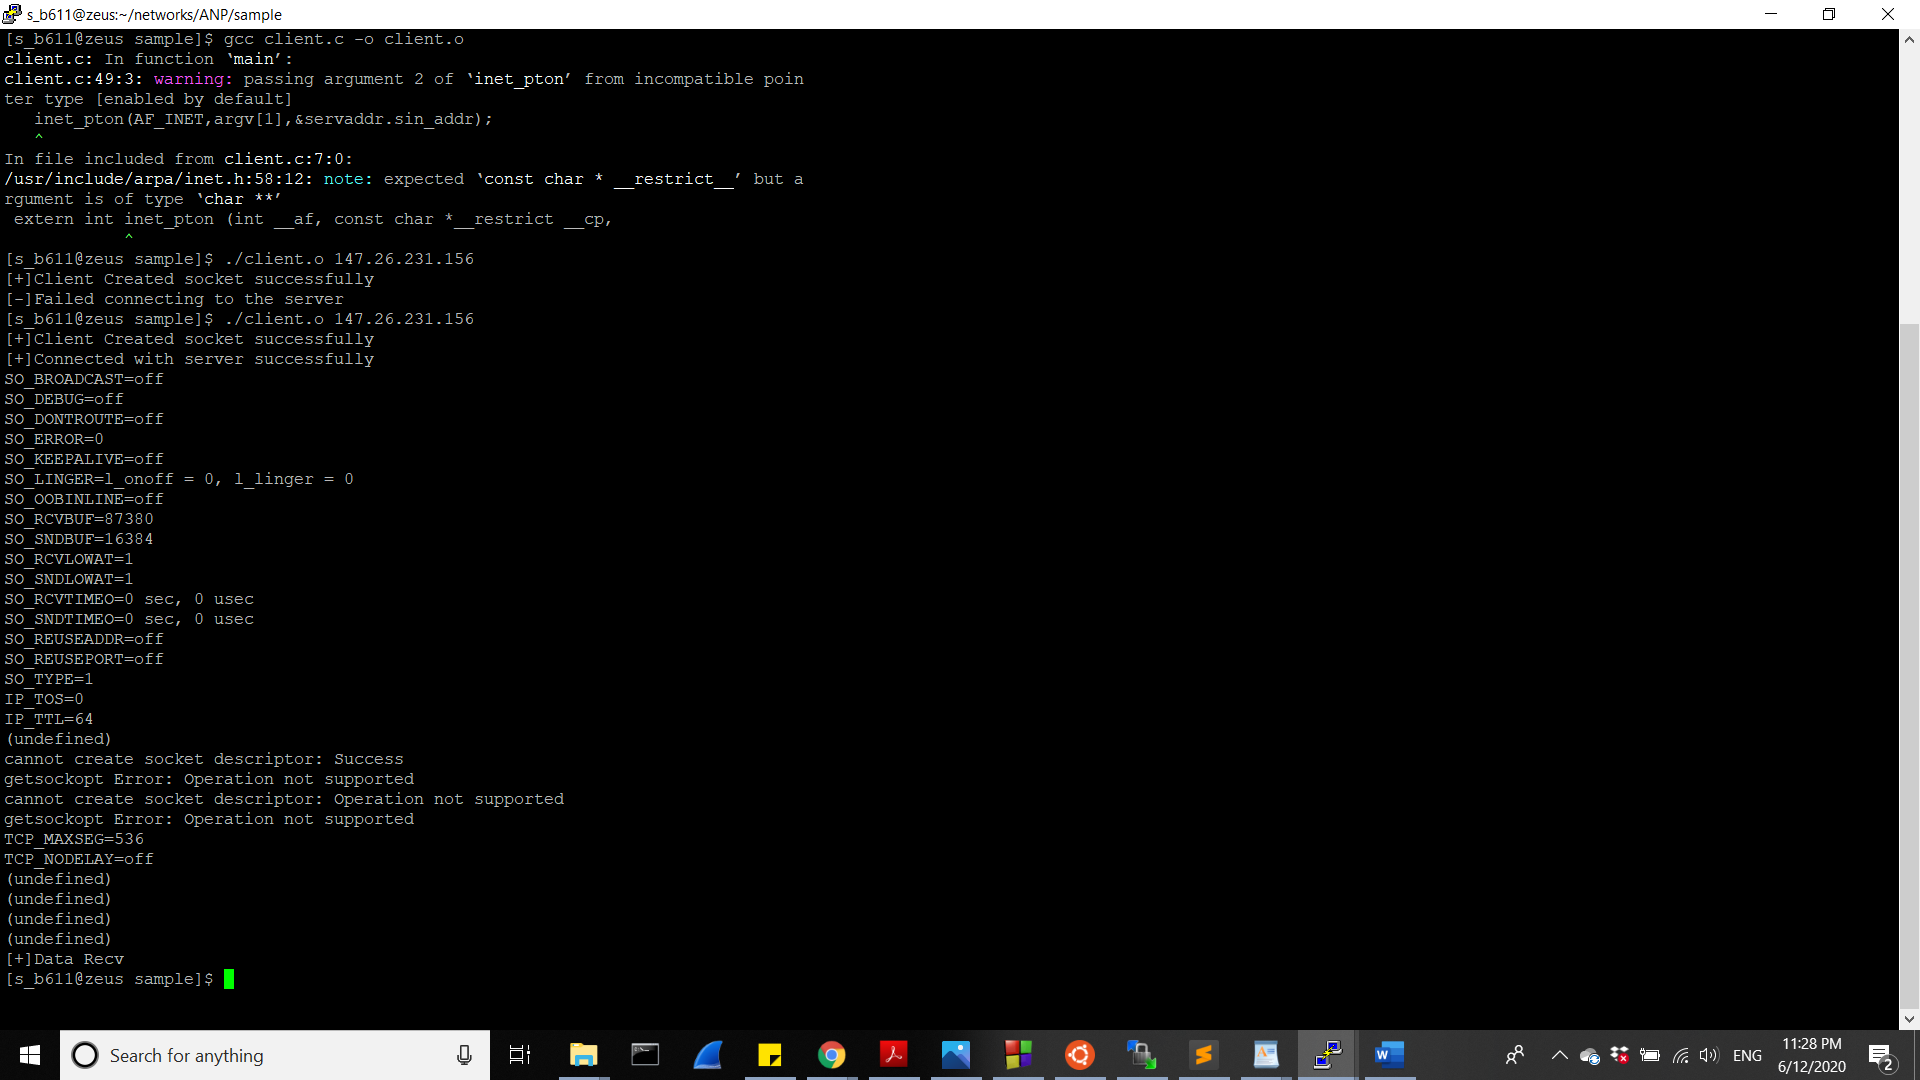 s_b611@zeus:~/networks/ANP/sample
[s_b611@zeus sample]$ gcc client.c -o client.o
client.c: In function ‘main’:
client.c:49:3: warning: passing argument 2 of ‘inet_pton’ from incompatible poin
ter type [enabled by default]
inet_pton(AF_INET,argv[1],&servaddr.sin_addr);
^
In file included from client.c:7:0:
/usr/include/arpa/inet.h:58:12: note: expected ‘const char * __restrict__’ but a
rgument is of type ‘char **’
extern int inet_pton (int __af, const char *__restrict __cp,
^
[s_b611@zeus sample]$ ./client.o 147.26.231.156
[+]Client Created socket successfully
[-]Failed connecting to the server
[s_b611@zeus sample]$ ./client.o 147.26.231.156
[+]Client Created socket successfully
[+]Connected with server successfully
SO_BROADCAST=off
SO_DEBUG=off
SO_DONTROUTE=off
SO_ERROR=0
SO_KEEPALIVE=off
SO_LINGER=l_onoff = 0, l_linger = 0
SO_OOBINLINE=off
SO_RCVBUF=87380
SO_SNDBUF=16384
SO_RCVLOWAT=1
SO_SNDLOWAT=1
SO_RCVTIMEO=0 sec, 0 usec
SO_SNDTIMEO=0 sec, 0 usec
SO_REUSEADDR=off
SO_REUSEPORT=off
SO_TYPE=1
IP_TOS=0
IP_TTL=64
(undefined)
cannot create socket descriptor: Success
getsockopt Error: Operation not supported
cannot create socket descriptor: Operation not supported
getsockopt Error: Operation not supported
TCP_MAXSEG=536
TCP_NODELAY=off
(undefined)
(undefined)
(undefined)
(undefined)
[+]Data Recv
[s_b611@zeus sample]$
Search for anything
ENG
11:28 PM
6/12/2020
2